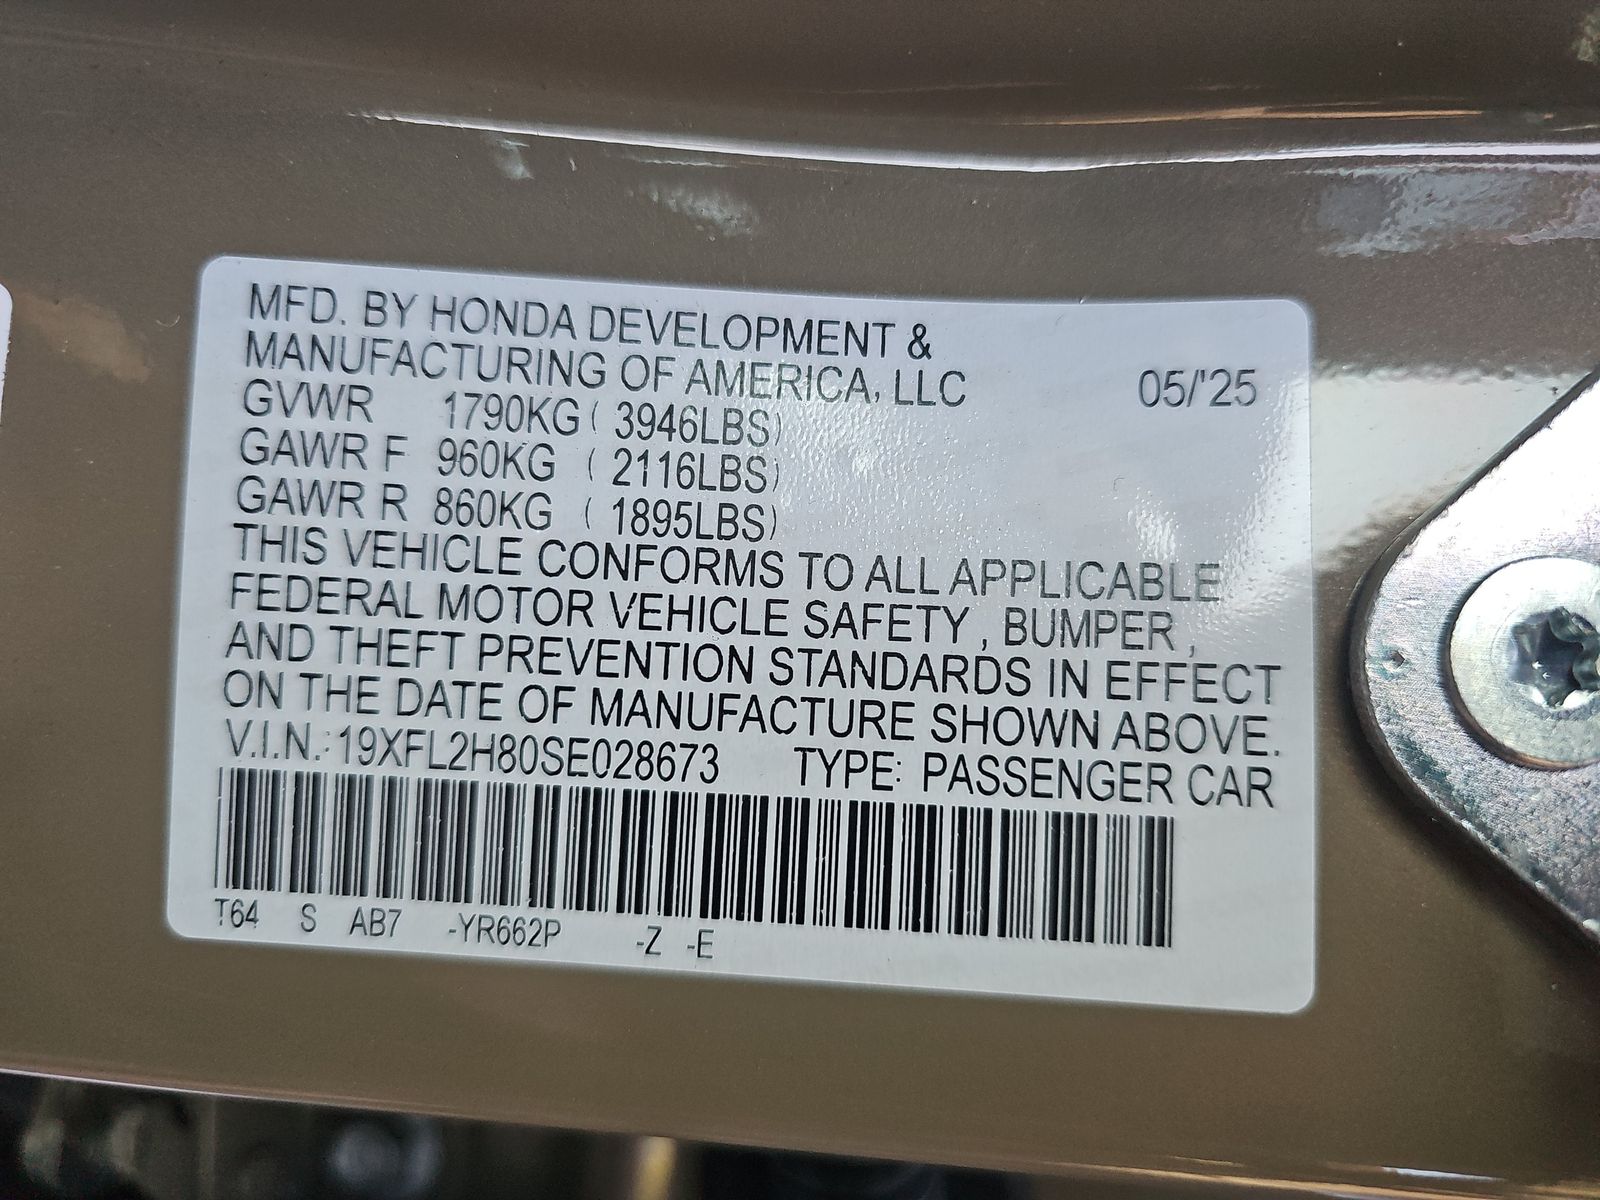 MFD. BY HONDA DEVELOPMENT &
MANUFACTURING OF AMERICA, LLC 05/'25
GVWR 1790KG ( 3946LBS)
GAWR F 960KG ( 2116LBS)
GAWR R 860KG ( 1895LBS)
THIS VEHICLE CONFORMS TO ALL APPLICABLE
FEDERAL MOTOR VEHICLE SAFETY , BUMPER ,
AND THEFT PREVENTION STANDARDS IN EFFECT
ON THE DATE OF MANUFACTURE SHOWN ABOVE.
V.I.N.: 19XFL2H80SE028673 TYPE: PASSENGER CAR
T64 S AB7 -YR662P -Z -E